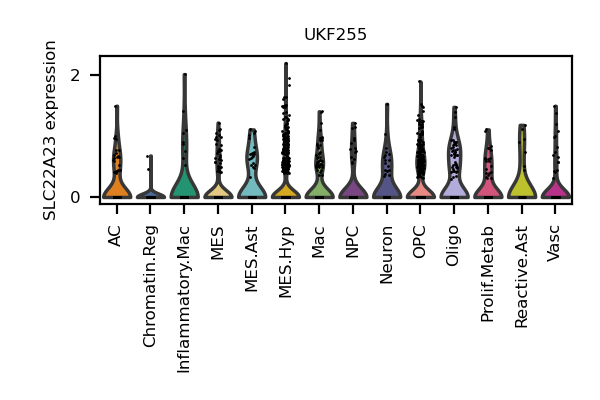 UKF255
SLC22A23 expression
2
0
AC
Chromatin.Reg
Inflammatory.Mac
MES
MES.Ast
MES.Hyp
Mac
NPC
Neuron
OPC
Oligo
Prolif.Metab
Reactive.Ast
Vasc